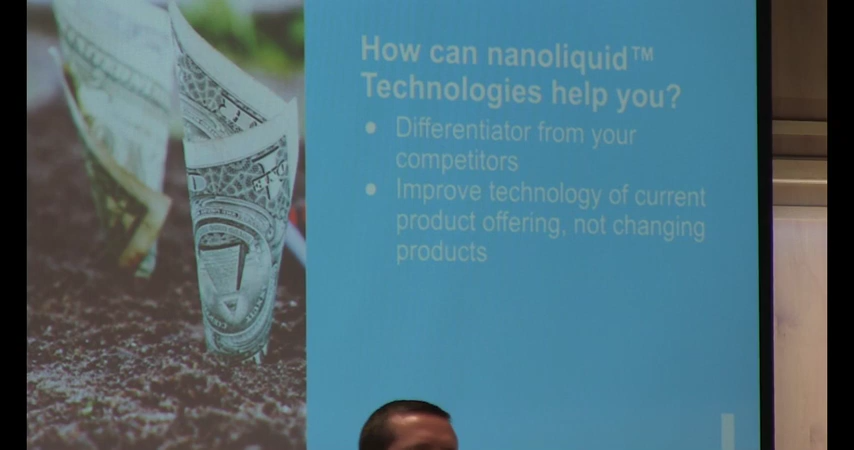 How can nanoliquid™
Technologies help you?
• Differentiator from your
competitors
• Improve technology of current
product offering, not changing
products